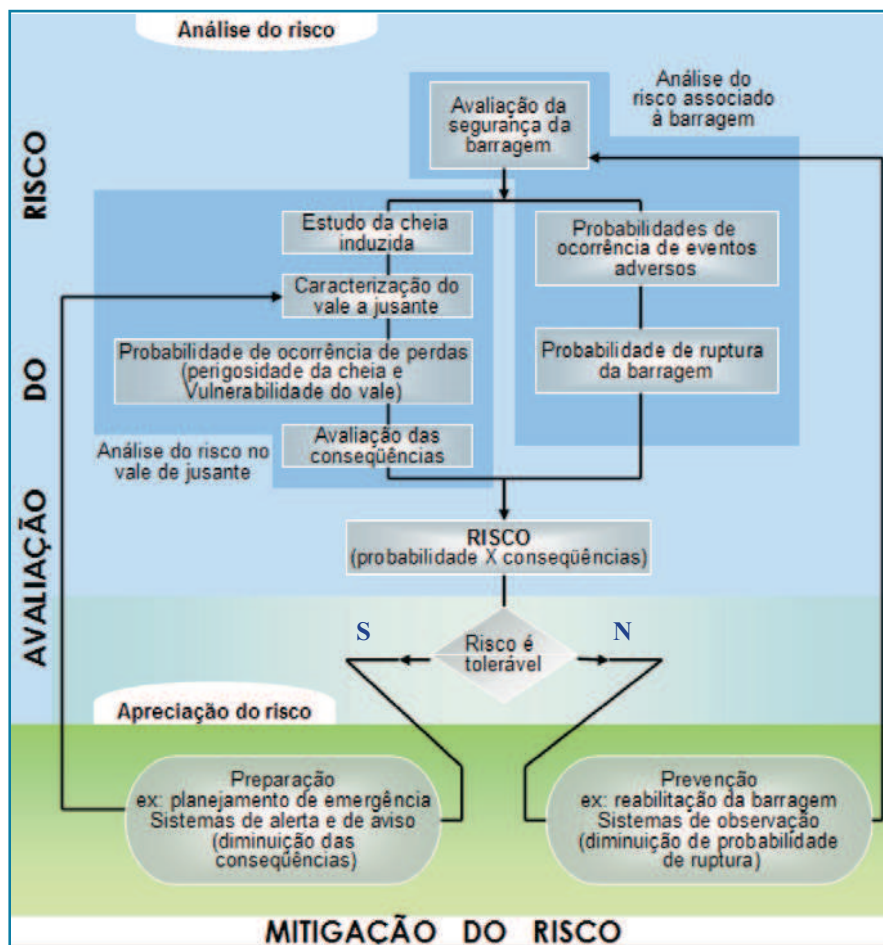 Análise do risco
Análise do
risco associado
à barragem
Avaliação da
segurança da
barragem
Estudo da cheia
induzida
Probabilidades de
ocorrência de eventos
adversos
Caracterização do
vale a jusante
Probabilidade de ocorrência de perdas
(perigosidade da cheia e
Vulnerabilidade do vale)
Probabilidade de ruptura
da barragem
Avaliação das
conseqüências
Análise do risco no
vale de jusante
RISCO
(probabilidade X conseqüências)
S
N
Risco é
tolerável
Apreciação do risco
AVALIAÇÃO DO RISCO
Preparação
ex: planejamento de emergência
Sistemas de alerta e de aviso
(diminuição das
conseqüências)
Prevenção
ex: reabilitação da barragem
Sistemas de observação
(diminuição de probabilidade
de ruptura)
MITIGAÇÃO DO RISCO